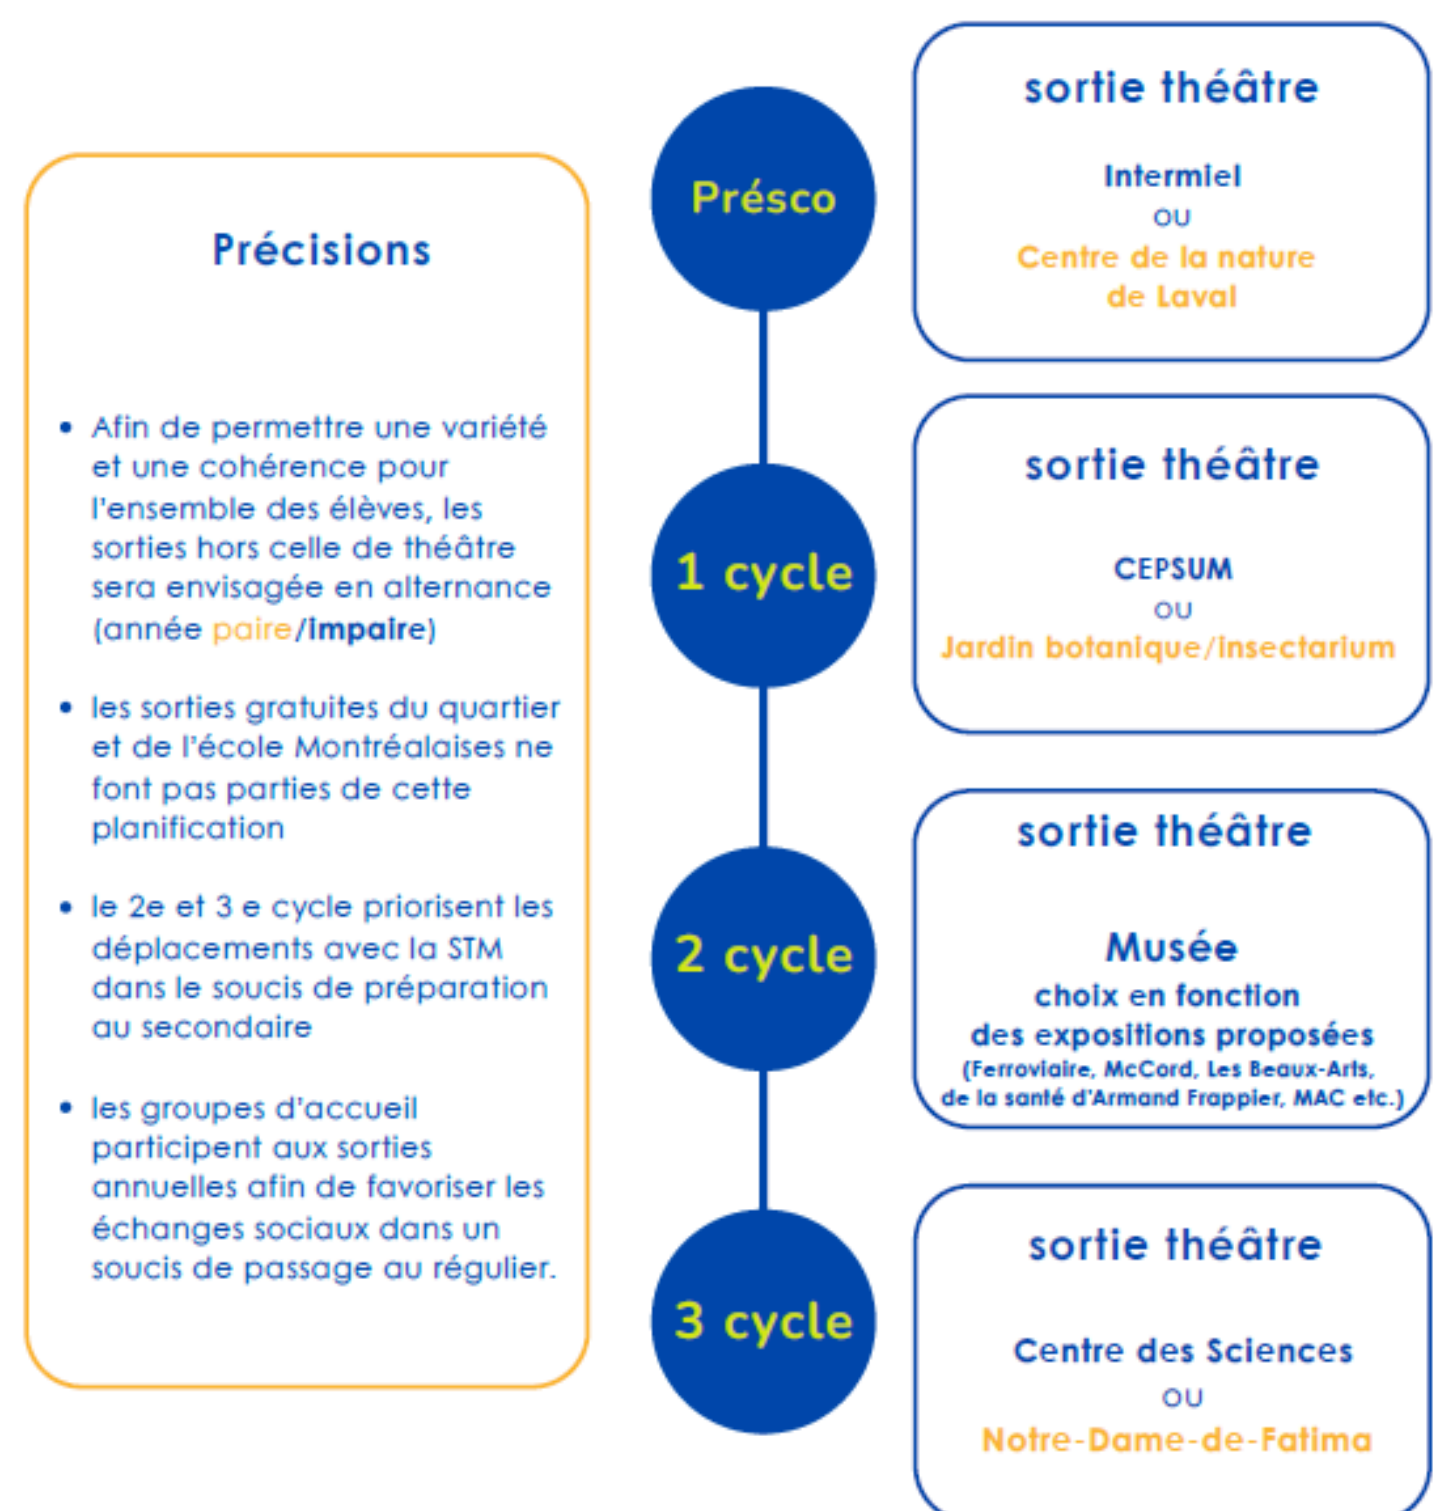 Précisions
• Afin de permettre une variété
et une cohérence pour
l'ensemble des élèves, les
sorties hors celle de théâtre
sera envisagée en alternance
(année paire/impaire)
• les sorties gratuites du quartier
et de l'école Montréalaises ne
font pas parties de cette
planification
• le 2e et 3 e cycle priorisent les
déplacements avec la STM
dans le soucis de préparation
au secondaire
• les groupes d'accueil
participent aux sorties
annuelles afin de favoriser les
échanges sociaux dans un
soucis de passage au régulier.
Présco
sortie théâtre
Intermiel
OU
Centre de la nature
de Laval
1 cycle
sortie théâtre
CEPSUM
OU
Jardin botanique/insectarium
2 cycle
sortie théâtre
Musée
choix en fonction
des expositions proposées
(Ferroviaire, McCord, Les Beaux-Arts,
de la santé d'Armand Frappier, MAC etc.)
3 cycle
sortie théâtre
Centre des Sciences
OU
Notre-Dame-de-Fatima